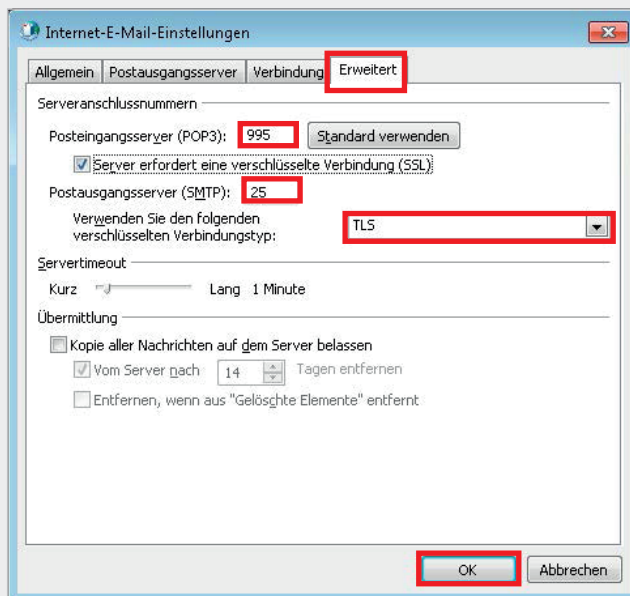 Internet-E-Mail-Einstellungen
Allgemein Postausgangsserver Verbindung Erweitert
Serveranschlussnummern
Posteingangsserver (POP3): 995 Standard verwenden
Server erfordert eine verschlüsselte Verbindung (SSL)
Postausgangsserver (SMTP): 25
Verwenden Sie den folgenden
verschlüsselten Verbindungstyp: TLS
Servertimeout
Kurz Lang 1 Minute
Übermittlung
Kopie aller Nachrichten auf dem Server belassen
Vom Server nach 14 Tagen entfernen
Entfernen, wenn aus "Gelöschte Elemente" entfernt
OK Abbrechen